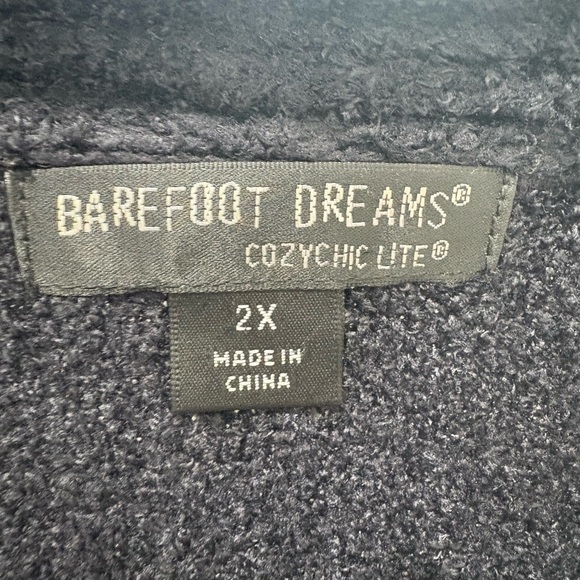 BAREFOOT DREAMS®
COZYCHIC LITE®
2X
MADE IN
CHINA